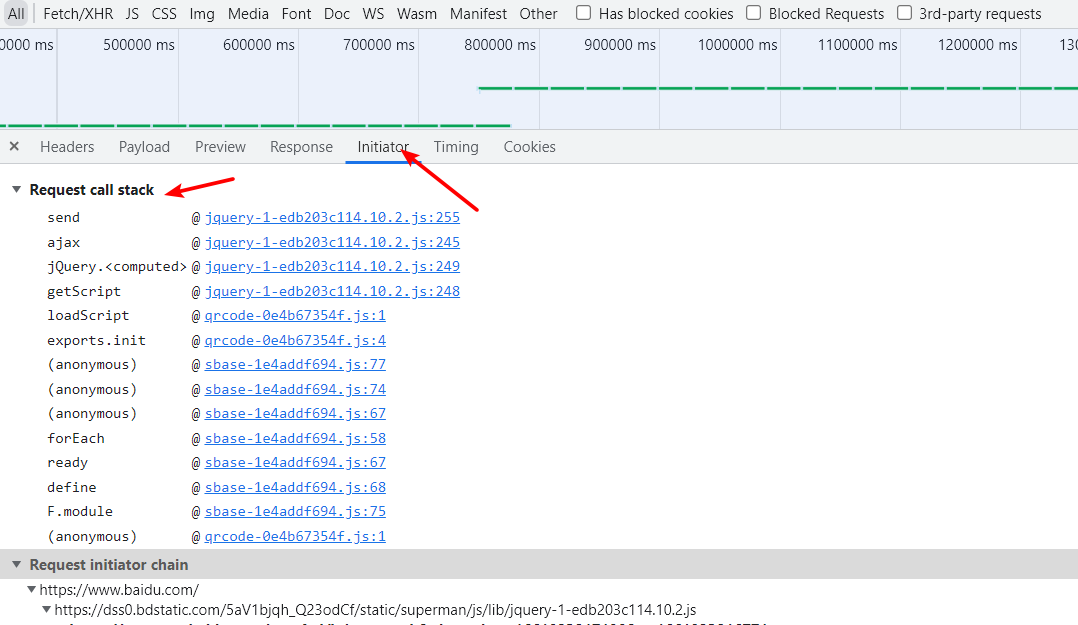 All Fetch/XHR JS CSS Img Media Font Doc WS Wasm Manifest Other Has blocked cookies Blocked Requests 3rd-party requests
0000 ms 500000 ms 600000 ms 700000 ms 800000 ms 900000 ms 1000000 ms 1100000 ms 1200000 ms 130
× Headers Payload Preview Response Initiator Timing Cookies
▼ Request call stack
send @ jquery-1-edb203c114.10.2.js:255
ajax @ jquery-1-edb203c114.10.2.js:245
jQuery.<computed> @ jquery-1-edb203c114.10.2.js:249
getScript @ jquery-1-edb203c114.10.2.js:248
loadScript @ qrcode-0e4b67354f.js:1
exports.init @ qrcode-0e4b67354f.js:4
(anonymous) @ sbase-1e4addf694.js:77
(anonymous) @ sbase-1e4addf694.js:74
(anonymous) @ sbase-1e4addf694.js:67
forEach @ sbase-1e4addf694.js:58
ready @ sbase-1e4addf694.js:67
define @ sbase-1e4addf694.js:68
F.module @ sbase-1e4addf694.js:75
(anonymous) @ qrcode-0e4b67354f.js:1
▼ Request initiator chain
▼ https://www.baidu.com/
▼ https://dss0.bdstatic.com/5aV1bjqh_Q23odCf/static/superman/js/lib/jquery-1-edb203c114.10.2.js